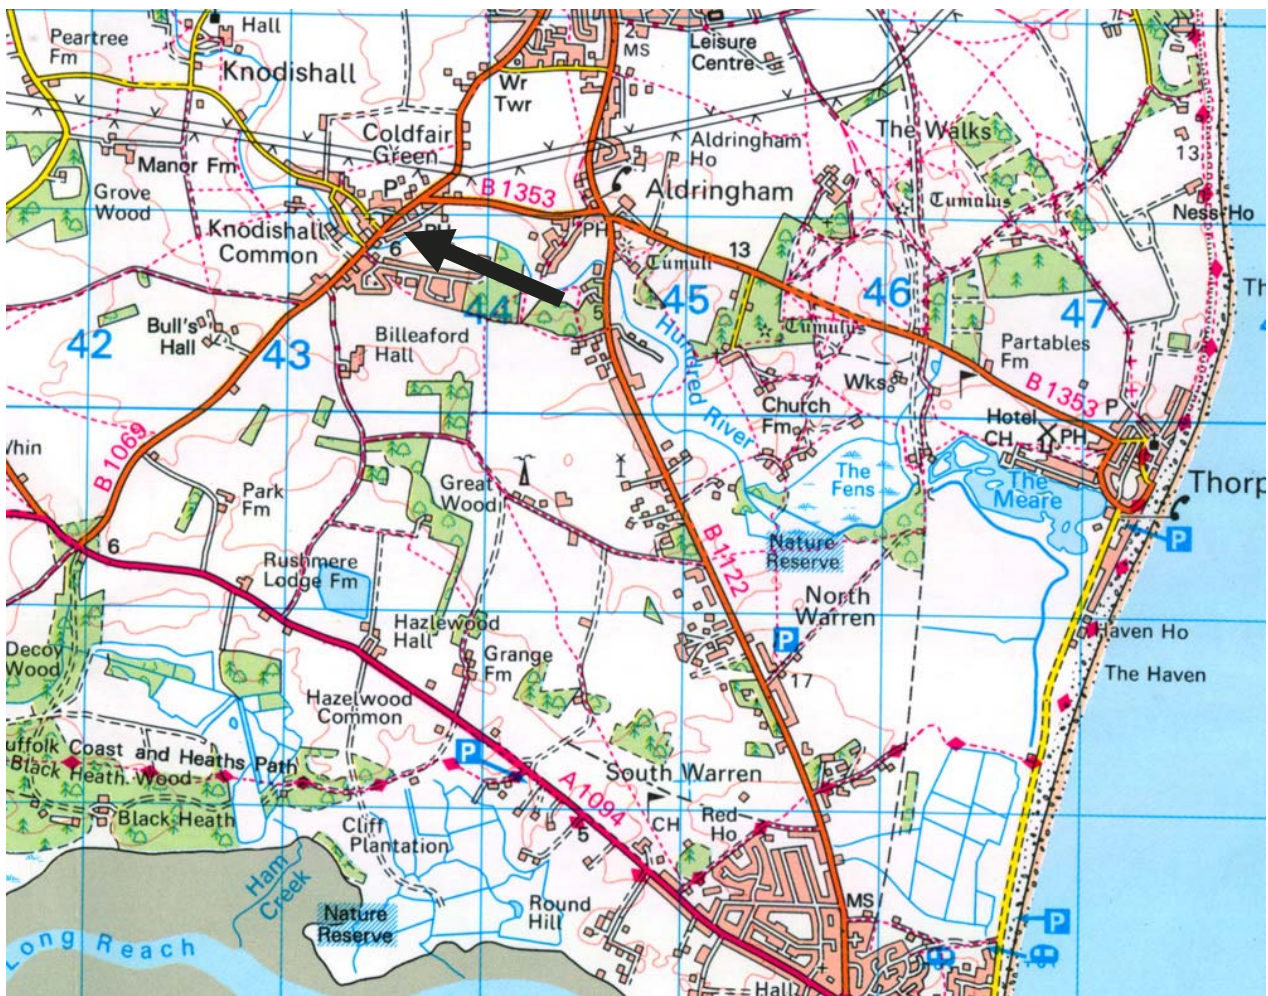 Hall
Peartree
Fm
Knodishall
2
MS
Leisure
Centre
Wr
Twr
Coldfair
Green
The Walks
Aldringham
Ho
Manor Fm
13
Grove
Wood
P
B 1353
Aldringham
Tumulus
Ness Ho
Knodishall
Common
6
PH
PH
Tumuli
13
44
45
46
47
42
43
5
Bull's
Hall
Billeaford
Hall
Hundred River
Tumulus
Partables
Fm
Wks
B 1353
P
Church
Fm
Hotel
CH
PH
B 1069
Whin
Great
Wood
The
Fens
The
Meare
Thorp
Park
Fm
P
6
B 1122
Nature
Reserve
Rushmere
Lodge Fm
North
Warren
Hazlewood
Hall
P
Haven Ho
Decoy
Wood
Grange
Fm
17
The Haven
Hazelwood
Common
uffolk Coast and Heaths Path
Black Heath Wood
P
South Warren
A 1094
Black Heath
Cliff
Plantation
5
CH
Red
Ho
Ham
Creek
MS
Nature
Reserve
Round
Hill
P
Long Reach
Hall